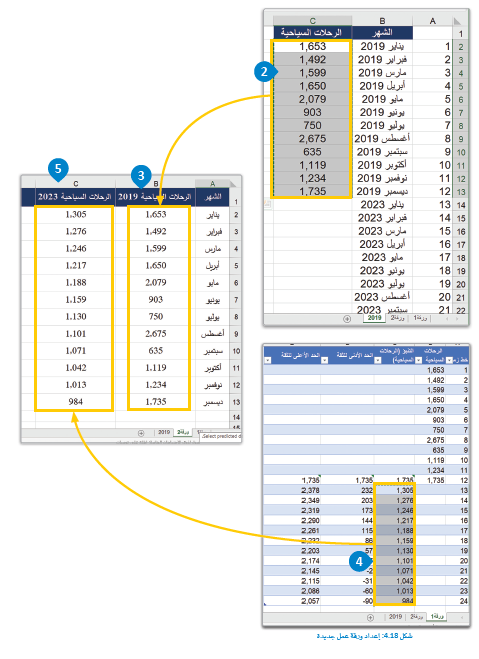 C B A
الشهر الرحلات السياحية 1
1 يناير 2019 1,653 2
2 فبراير 2019 1,492 3
3 مارس 2019 1,599 4
4 أبريل 2019 1,650 5
5 مايو 2019 2,079 6
6 يونيو 2019 903 7
7 يوليو 2019 750 8
8 أغسطس 2019 2,675 9
9 سبتمبر 2019 635 10
10 أكتوبر 2019 1,119 11
11 نوفمبر 2019 1,234 12
12 ديسمبر 2019 1,735 13
13 يناير 2023 14
14 فبراير 2023 15
15 مارس 2023 16
16 أبريل 2023 17
17 مايو 2023 18
18 يونيو 2023 19
19 يوليو 2023 20
20 أغسطس 2023 21
21 سبتمبر 2023 22
ورقة1 ورقة2 2019
2
5 3
C B A
1 الشهر الرحلات السياحية 2019 الرحلات السياحية 2023
2 يناير 1,653 1,305
3 فبراير 1,492 1,276
4 مارس 1,599 1,246
5 أبريل 1,650 1,217
6 مايو 2,079 1,188
7 يونيو 903 1,159
8 يوليو 750 1,130
9 أغسطس 2,675 1,101
10 سبتمبر 635 1,071
11 أكتوبر 1,119 1,042
12 نوفمبر 1,234 1,013
13 ديسمبر 1,735 984
14
15
ورقة2 2019
Select predicted d
الرحلات السياحية التنبؤ (الرحلات السياحية) الحد الأدنى للثقة الحد الأعلى للثقة
1 1,653
2 1,492
3 1,599
4 1,650
5 2,079
6 903
7 750
8 2,675
9 635
10 1,119
11 1,234
12 1,735 1,735 1,735 1,735
13 1,305 232 2,378
14 1,276 203 2,349
15 1,246 173 2,319
16 1,217 144 2,290
17 1,188 115 2,261
18 1,159 86 2,232
19 1,130 57 2,203
20 1,101 2,174
21 1,071 -2 2,145
22 1,042 -31 2,115
23 1,013 -60 2,086
24 984 -90 2,057
4
ورقة1 ورقة2 2019
شكل 4.18: إعداد ورقة عمل جديدة